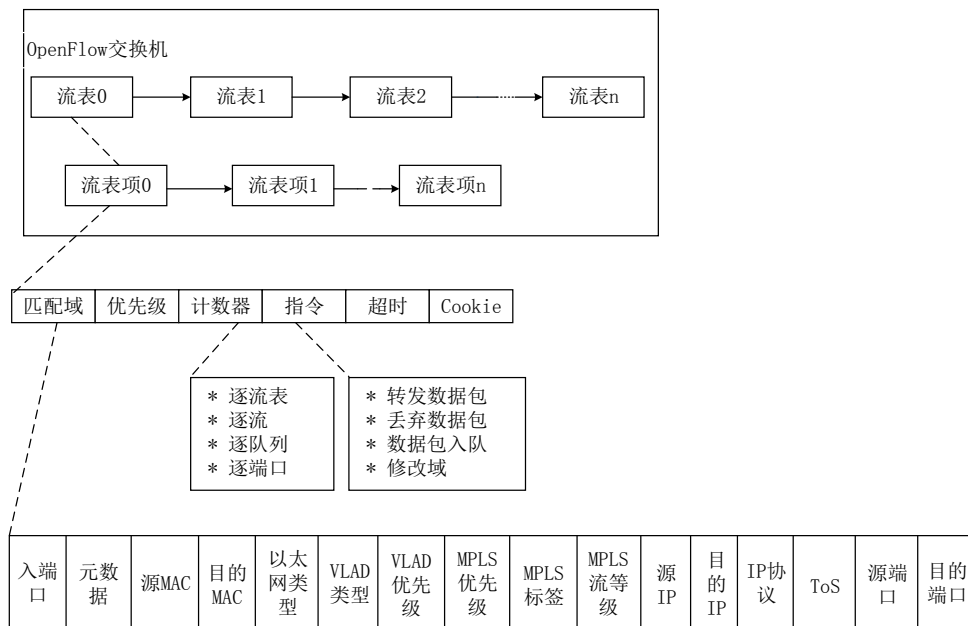 OpenFlow交换机
流表0 流表1 流表2 流表n
流表项0 流表项1 流表项n
匹配域 优先级 计数器 指令 超时 Cookie
* 逐流表
* 逐流
* 逐队列
* 逐端口
* 转发数据包
* 丢弃数据包
* 数据包入队
* 修改域
入端口 元数据 源MAC 目的MAC 以太网类型 VLAD类型 VLAD优先级 MPLS优先级 MPLS标签 MPLS流等级 源IP 目的IP IP协议 ToS 源端口 目的端口